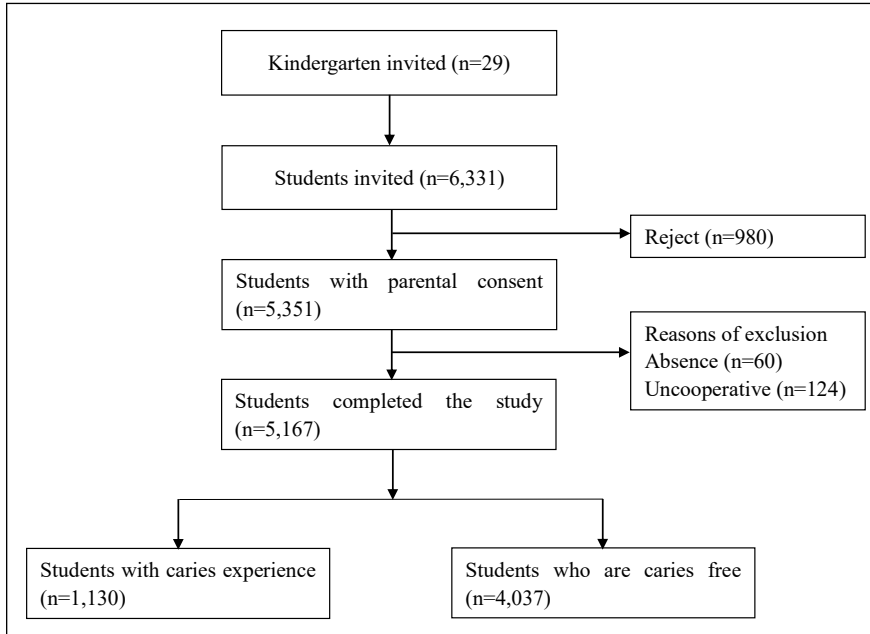 Kindergarten invited (n=29)
Students invited (n=6,331)
Reject (n=980)
Students with parental consent
(n=5,351)
Reasons of exclusion
Absence (n=60)
Uncooperative (n=124)
Students completed the study
(n=5,167)
Students with caries experience
(n=1,130)
Students who are caries free
(n=4,037)